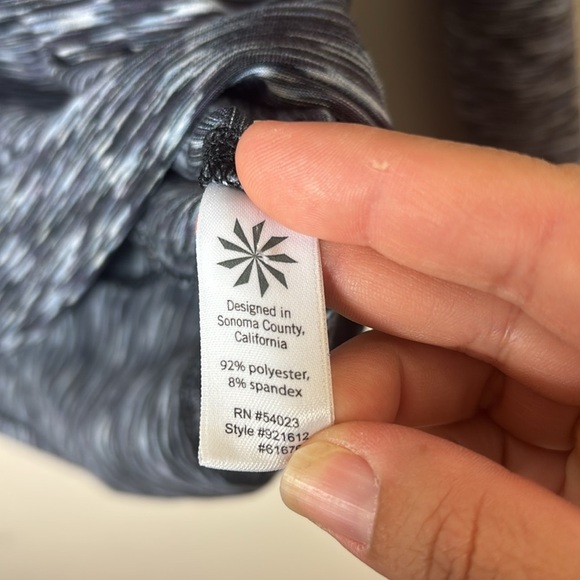 Designed in
Sonoma County,
California
92% polyester,
8% spandex
RN #54023
Style #921612